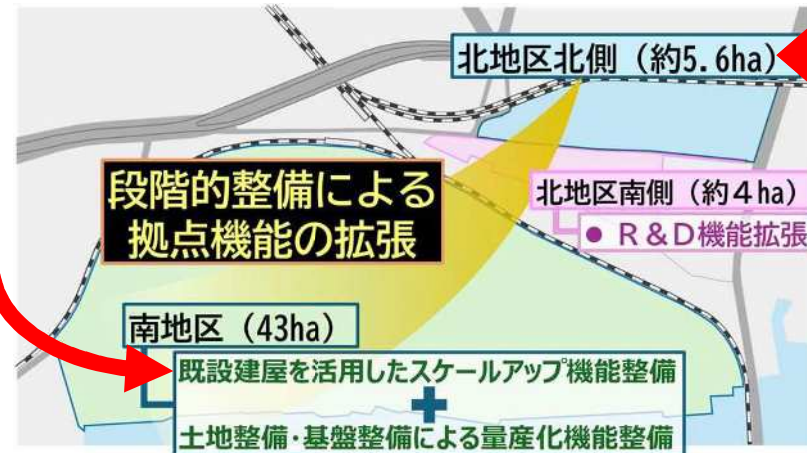 北地区北側（約5.6ha）
段階的整備による
拠点機能の拡張
北地区南側（約４ha）
● Ｒ＆Ｄ機能拡張
南地区（43ha）
既設建屋を活用したスケールアップ機能整備
＋
土地整備・基盤整備による量産化機能整備